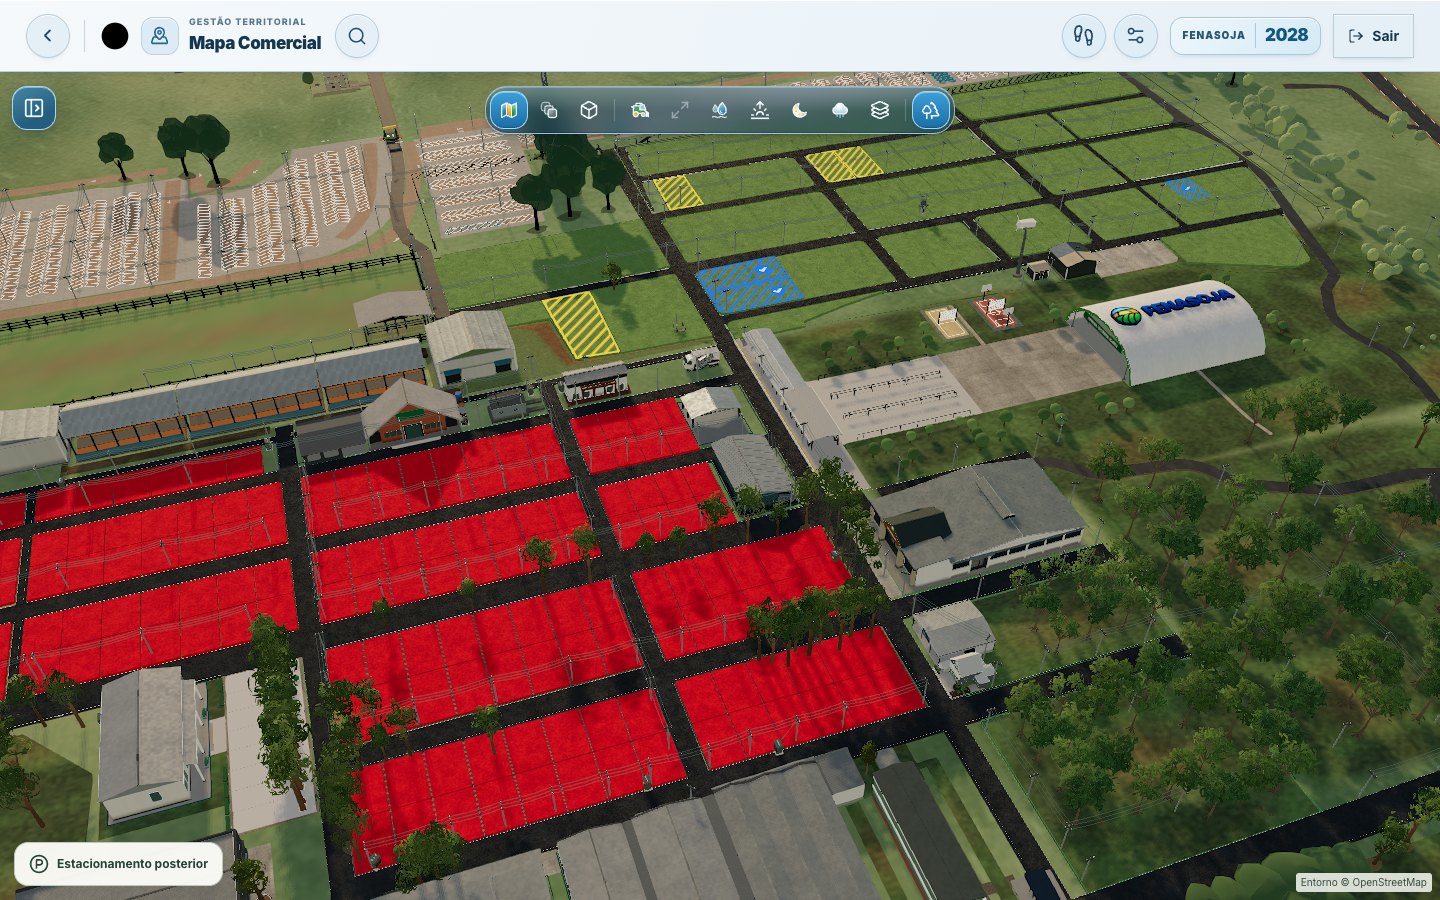 GESTÃO TERRITORIAL
Mapa Comercial
FENASOJA 2028
Sair
FENASOJA
Estacionamento posterior
Entorno © OpenStreetMap